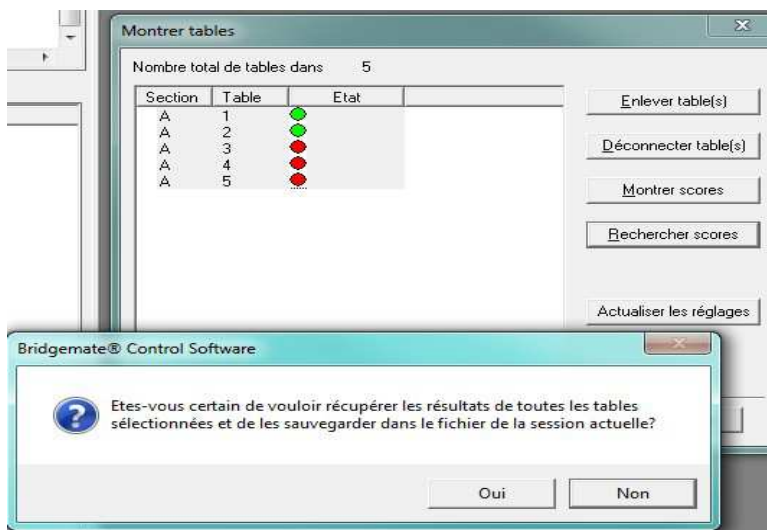 Montrer tables
Nombre total de tables dans 5
Section Table Etat
A 1
A 2
A 3
A 4
A 5
Enlever table(s)
Déconnecter table(s)
Montrer scores
Rechercher scores
Actualiser les réglages
Bridgemate® Control Software
Etes-vous certain de vouloir récupérer les résultats de toutes les tables
sélectionnées et de les sauvegarder dans le fichier de la session actuelle?
Oui Non